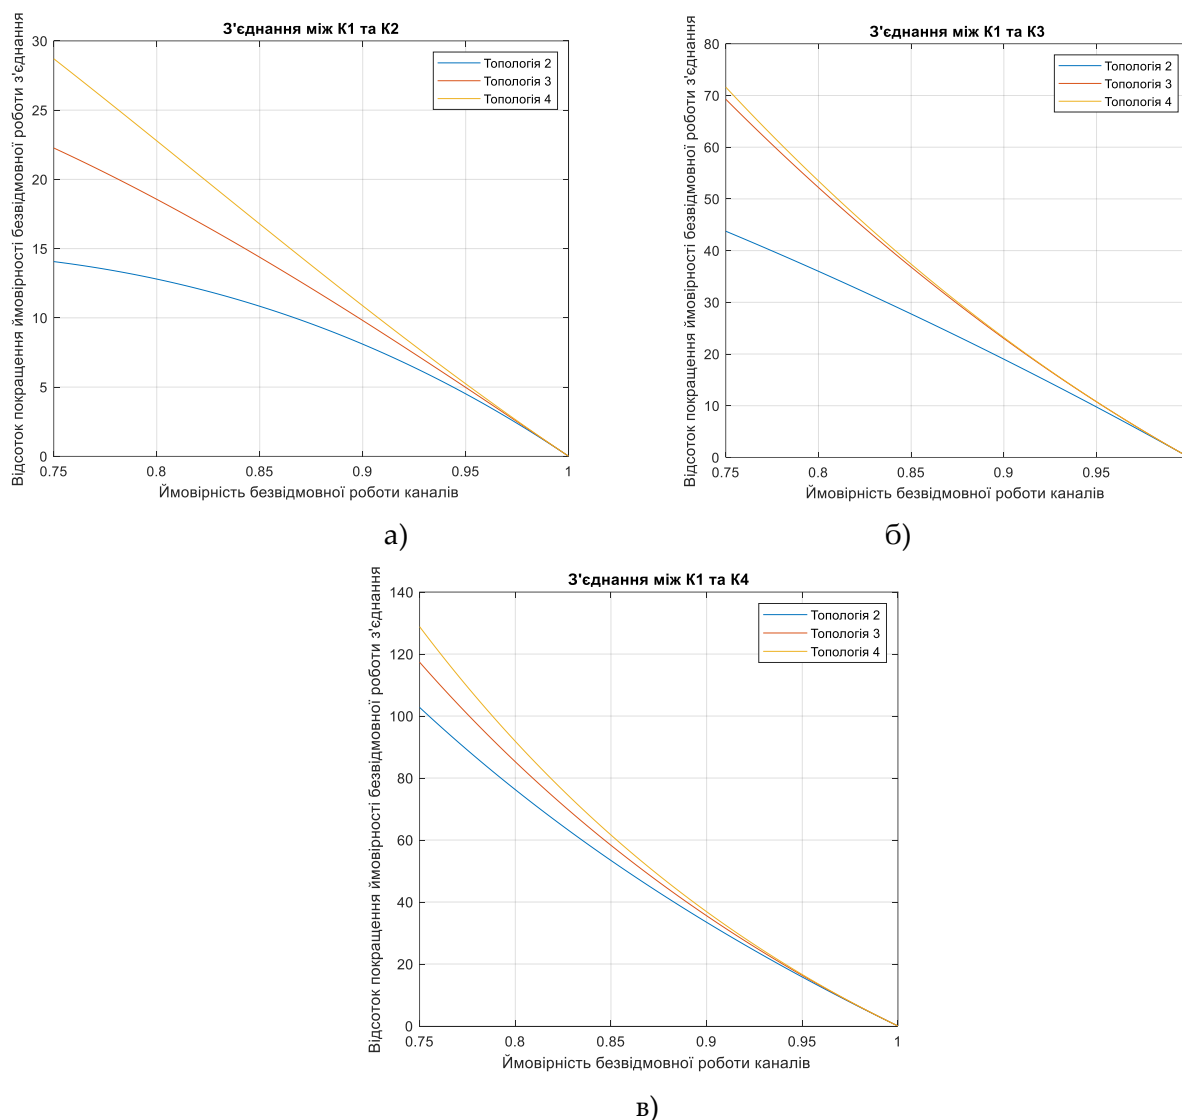 З'єднання між К1 та К2
Відсоток покращення ймовірності безвідмовної роботи з'єднання
30
25
20
15
10
5
0
Топологія 2
Топологія 3
Топологія 4
0.75
0.8
0.85
0.9
0.95
1
Ймовірність безвідмовної роботи каналів
а)
З'єднання між К1 та К3
Відсоток покращення ймовірності безвідмовної роботи з'єднання
80
70
60
50
40
30
20
10
0
Топологія 2
Топологія 3
Топологія 4
0.75
0.8
0.85
0.9
0.95
Ймовірність безвідмовної роботи каналів
б)
З'єднання між К1 та К4
Відсоток покращення ймовірності безвідмовної роботи з'єднання
140
120
100
80
60
40
20
0
Топологія 2
Топологія 3
Топологія 4
0.75
0.8
0.85
0.9
0.95
1
Ймовірність безвідмовної роботи каналів
в)